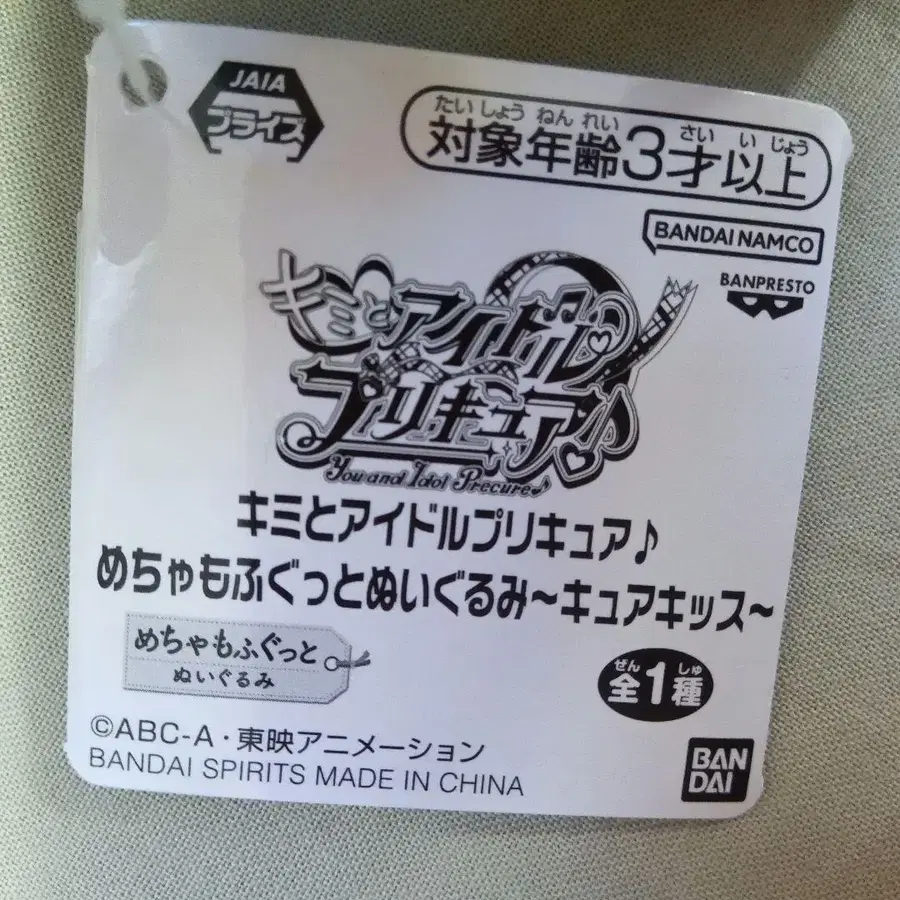 JAIA
プライズ
たいしょうねんれい さいいじょう
対象年齢3才以上
BANDAI NAMCO
BANPRESTO
キミとアイドル
プリキュア♪
You and Idol Precure♪
キミとアイドルプリキュア♪
めちゃもふぐっとぬいぐるみ～キュアキッス～
めちゃもふぐっと
ぬいぐるみ
ぜん しゅ
全1種
©ABC-A・東映アニメーション
BANDAI SPIRITS MADE IN CHINA
BAN
DAI